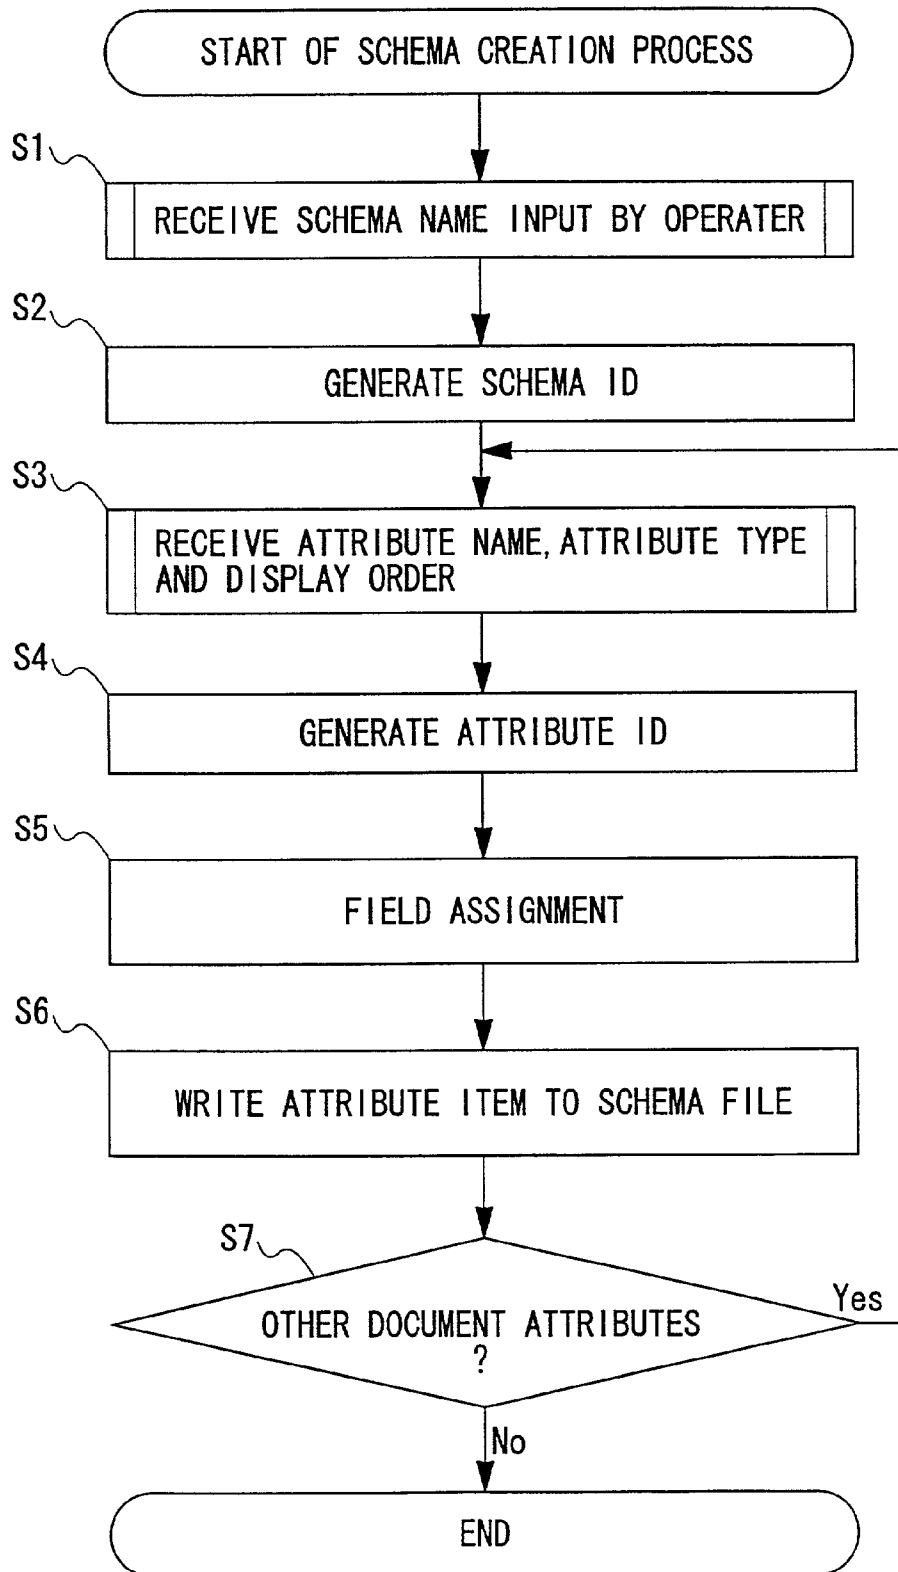 START OF SCHEMA CREATION PROCESS
S1
RECEIVE SCHEMA NAME INPUT BY OPERATER
S2
GENERATE SCHEMA ID
S3
RECEIVE ATTRIBUTE NAME, ATTRIBUTE TYPE
AND DISPLAY ORDER
S4
GENERATE ATTRIBUTE ID
S5
FIELD ASSIGNMENT
S6
WRITE ATTRIBUTE ITEM TO SCHEMA FILE
S7
OTHER DOCUMENT ATTRIBUTES
?
Yes
No
END